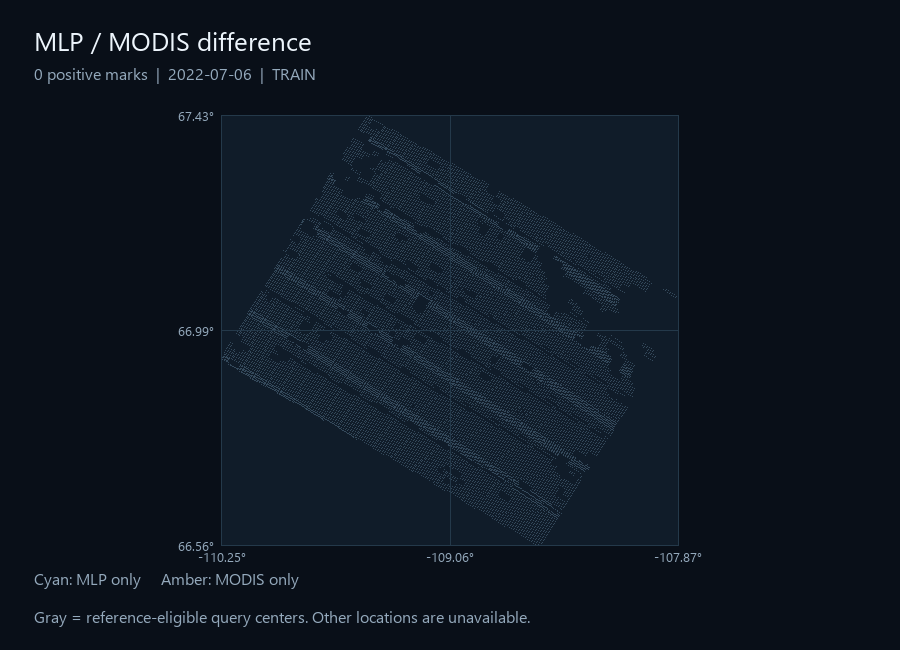 MLP / MODIS difference
0 positive marks | 2022-07-06 | TRAIN
67.43°
66.99°
66.56°
-110.25° -109.06° -107.87°
Cyan: MLP only Amber: MODIS only
Gray = reference-eligible query centers. Other locations are unavailable.